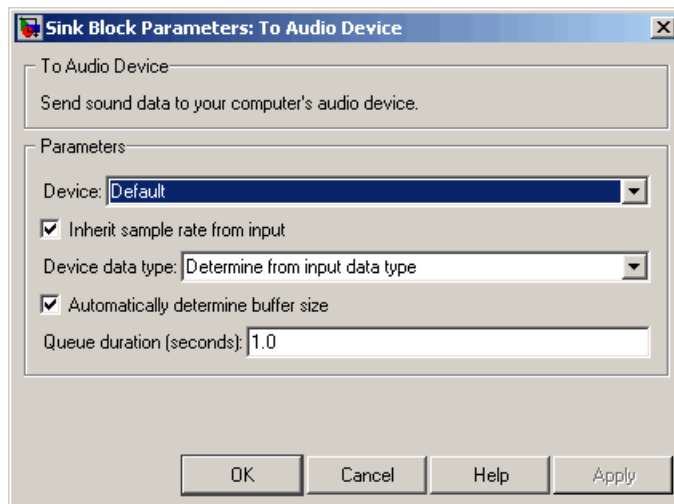 Sink Block Parameters: To Audio Device
To Audio Device
Send sound data to your computer's audio device.
Parameters
Device: Default
Inherit sample rate from input
Device data type: Determine from input data type
Automatically determine buffer size
Queue duration (seconds): 1.0
OK Cancel Help Apply